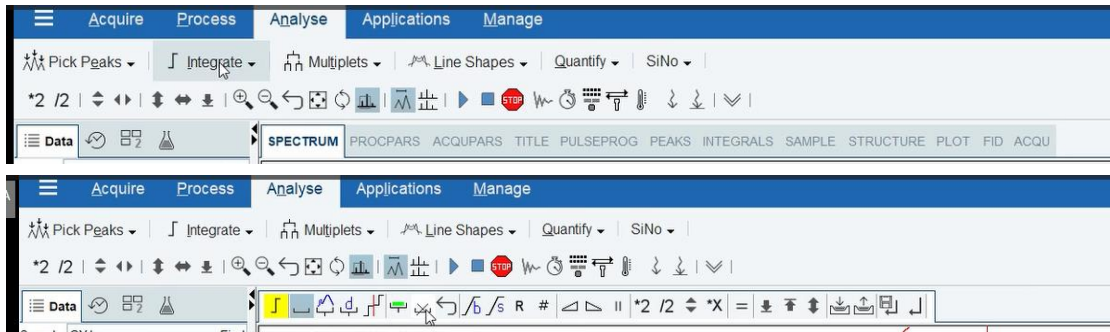 Acquire Process Analyse Applications Manage
Pick Peaks Integrate Multiplets Line Shapes Quantify SiNo
*2 /2 STOP
Data SPECTRUM PROCPARS ACQUPARS TITLE PULSEPROG PEAKS INTEGRALS SAMPLE STRUCTURE PLOT FID ACQU
Acquire Process Analyse Applications Manage
Pick Peaks Integrate Multiplets Line Shapes Quantify SiNo
*2 /2 STOP
Data d b s R # *2 /2 *X =